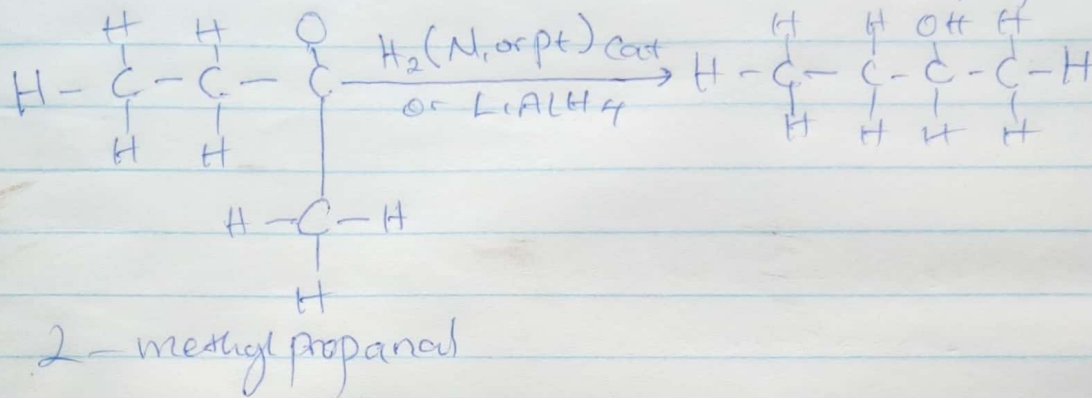 H H O H H OH H
H - C - C - C H₂ (Ni or pt) cat H - C - C - C - C - H
or LiALH4
H H H H H H
H - C - H
H
2 - methyl propanal